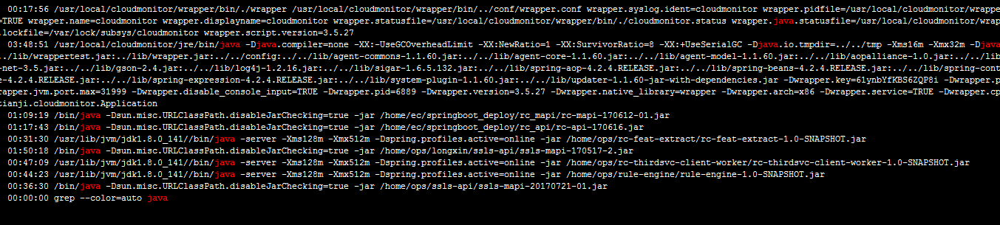 00:17:56 /usr/local/cloudmonitor/wrapper/bin/./wrapper /usr/local/cloudmonitor/wrapper/bin/../conf/wrapper.conf wrapper.syslog.ident=cloudmonitor wrapper.pidfile=/usr/local/cloudmonitor/wrappe
=TRUE wrapper.name=cloudmonitor wrapper.displayname=cloudmonitor wrapper.statusfile=/usr/local/cloudmonitor/wrapper/bin/./cloudmonitor.status wrapper.java.statusfile=/us
.lockfile=/var/lock/subsys/cloudmonitor wrapper.script.version=3.5.27
03:48:51 /usr/local/cloudmonitor/jre/bin/java -Djava.compiler=none -XX:-UseGCOverheadLimit -XX:NewRatio=1 -XX:SurvivorRatio=8 -XX:+UseSerialGC -Djava.io.tmpdir=../../tmp -Xms16m -Xmx32m -Djava
../lib/wrappertest.jar:../lib/wrapper.jar:../../config:../../lib/agent-commons-1.1.60.jar:../../lib/agent-core-1.1.60.jar:../../lib/agent-model-1.1.60.jar:../../lib/aopalliance-1.0.jar:.
-net-3.5.jar:../../lib/gson-2.4.jar:../../lib/log4j-1.2.16.jar:../../lib/sigar-1.6.5.132.jar:../../lib/spring-aop-4.2.4.RELEASE.jar:../../lib/spring-beans-4.2.4.RELEASE.jar:../../lib/spring-cont
e-4.2.4.RELEASE.jar:../../lib/spring-expression-4.2.4.RELEASE.jar:../../lib/system-plugin-1.1.60.jar:../../lib/updater-1.1.60-jar-with-dependencies.jar -Dwrapper.key=61ynbYfKBS6ZQP8i -Dwrapper.p
rapper.jvm.port.max=31999 -Dwrapper.disable_console_input=TRUE -Dwrapper.pid=6889 -Dwrapper.version=3.5.27 -Dwrapper.native_library=wrapper -Dwrapper.arch=x86 -Dwrapper.service=TRUE -Dwrapper.cp
tianji.cloudmonitor.Application
01:09:19 /bin/java -Dsun.misc.URLClassPath.disableJarChecking=true -jar /home/ec/springboot_deploy/rc_mapi/rc-mapi-170612-01.jar
01:17:43 /bin/java -Dsun.misc.URLClassPath.disableJarChecking=true -jar /home/ec/springboot_deploy/rc_api/rc-api-170616.jar
00:31:30 /usr/lib/jvm/jdk1.8.0_141//bin/java -server -Xms128m -Xmx512m -Dspring.profiles.active=online -jar /home/ops/rc-feat-extract/rc-feat-extract-1.0-SNAPSHOT.jar
01:50:18 /bin/java -Dsun.misc.URLClassPath.disableJarChecking=true -jar /home/ops/longxin/ssls-api/ssls-mapi-170517-2.jar
00:47:09 /usr/lib/jvm/jdk1.8.0_141//bin/java -server -Xms128m -Xmx512m -Dspring.profiles.active=online -jar /home/ops/rc-thirdsvc-client-worker/rc-thirdsvc-client-worker-1.0-SNAPSHOT.jar
00:44:23 /usr/lib/jvm/jdk1.8.0_141//bin/java -server -Xms128m -Xmx512m -Dspring.profiles.active=online -jar /home/ops/rule-engine/rule-engine-1.0-SNAPSHOT.jar
00:36:30 /bin/java -Dsun.misc.URLClassPath.disableJarChecking=true -jar /home/ops/ssls-api/ssls-mapi-20170721-01.jar
00:00:00 grep --color=auto java